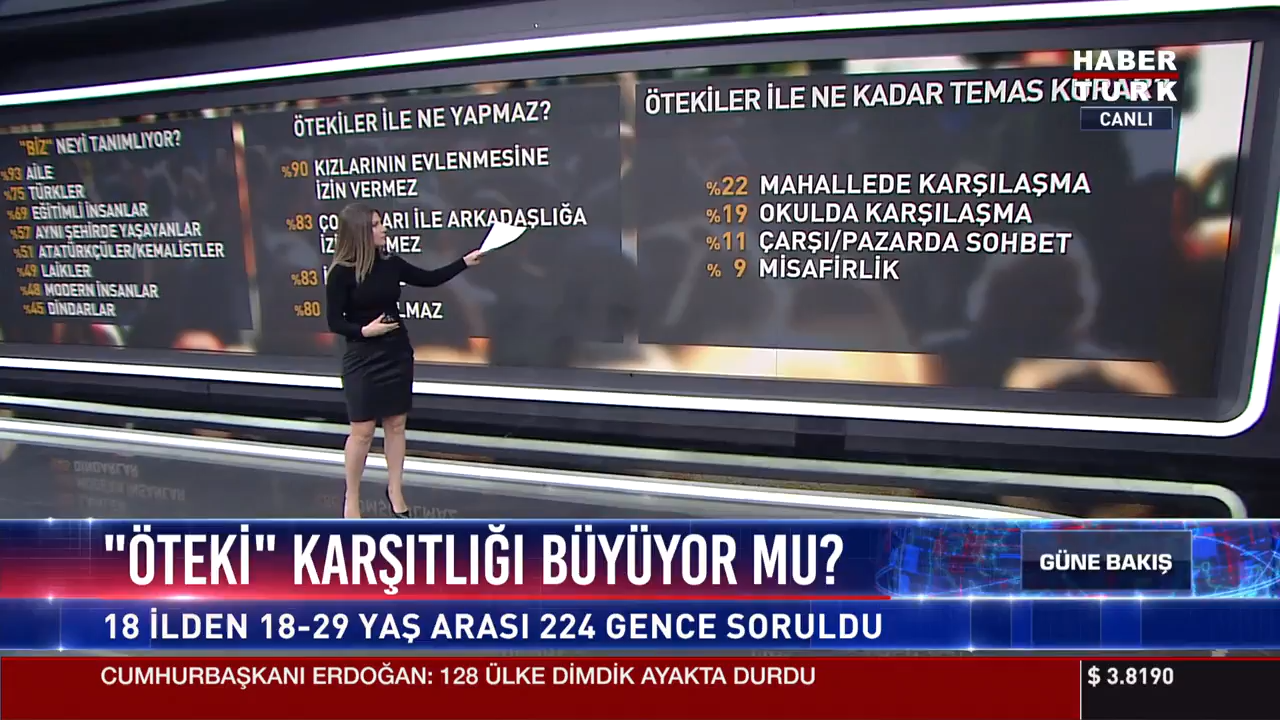 HABER
TÜRK
CANLI
"BİZ" NEYİ TANIMLIYOR?
%93 AİLE
%75 TÜRKLER
%69 EĞİTİMLİ İNSANLAR
%57 AYNI ŞEHİRDE YAŞAYANLAR
%51 ATATÜRKÇÜLER/KEMALİSTLER
%49 LAİKLER
%48 MODERN İNSANLAR
%45 DİNDARLAR
ÖTEKİLER İLE NE YAPMAZ?
%90 KIZLARININ EVLENMESİNE
İZİN VERMEZ
%83 İLE ARKADAŞLIĞA
%83
%80
ÖTEKİLER İLE NE KADAR TEMAS
%22 MAHALLEDE KARŞILAŞMA
%19 OKULDA KARŞILAŞMA
%11 ÇARŞI/PAZARDA SOHBET
% 9 MİSAFİRLİK
"ÖTEKİ" KARŞITLIĞI BÜYÜYOR MU?
GÜNE BAKIŞ
18 İLDEN 18-29 YAŞ ARASI 224 GENCE SORULDU
CUMHURBAŞKANI ERDOĞAN: 128 ÜLKE DİMDİK AYAKTA DURDU
$ 3.8190